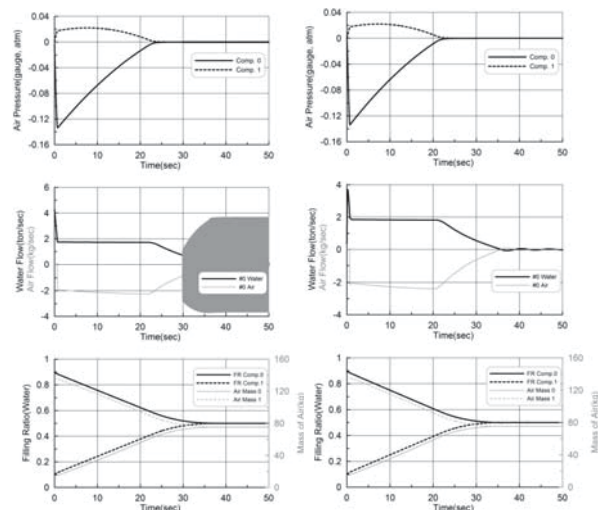 0.04
0
-0.04
-0.08
-0.12
-0.16
Air Pressure(gauge, atm)
Comp. 0
Comp. 1
0 10 20 30 40 50
Time(sec)
0.04
0
-0.04
-0.08
-0.12
-0.16
Air Pressure(gauge, atm)
Comp. 0
Comp. 1
0 10 20 30 40 50
Time(sec)
6
4
2
0
-2
-4
Water Flow(ton/sec)
Air Flow(kg/sec)
#0 Water
#0 Air
0 10 20 30 40 50
Time(sec)
6
4
2
0
-2
-4
Water Flow(ton/sec)
Air Flow(kg/sec)
#0 Water
#0 Air
0 10 20 30 40 50
Time(sec)
1
0.8
0.6
0.4
0.2
0
Filling Ratio(Water)
FR Comp.0
FR Comp.1
Air Mass 0
Air Mass 1
160
120
80
40
0
Mass of Air(kg)
0 10 20 30 40 50
Time(sec)
1
0.8
0.6
0.4
0.2
0
Filling Ratio(Water)
FR Comp.0
FR Comp.1
Air Mass 0
Air Mass 1
160
120
80
40
0
Mass of Air(kg)
0 10 20 30 40 50
Time(sec)